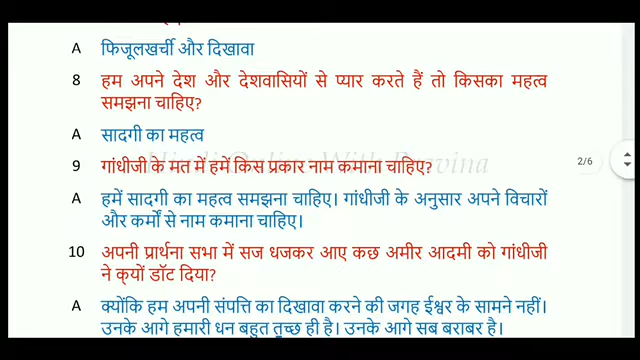 A फिजूलखर्ची और दिखावा
8 हम अपने देश और देशवासियों से प्यार करते हैं तो किसका महत्व
समझना चाहिए?
A सादगी का महत्व
9 गांधीजी के मत में हमें किस प्रकार नाम कमाना चाहिए?
2/6
A हमें सादगी का महत्व समझना चाहिए। गांधीजी के अनुसार अपने विचारों
और कर्मों से नाम कमाना चाहिए।
10 अपनी प्रार्थना सभा में सज धजकर आए कछ अमीर आदमी को गांधीजी
ने क्यों डॉट दिया?
A क्योंकि हम अपनी संपत्ति का दिखावा करने की जगह ईश्वर के सामने नहीं।
उनके आगे हमारी धन बहुत तुच्छ ही है। उनके आगे सब बराबर है।